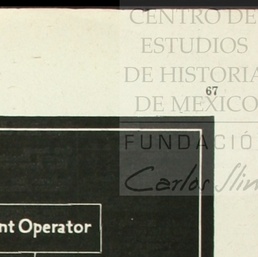 CENTRO DE
ESTUDIOS
DE HISTORIA
67
DE MEXICO
FUNDACIÓ
Carlos Slim
nt Operator